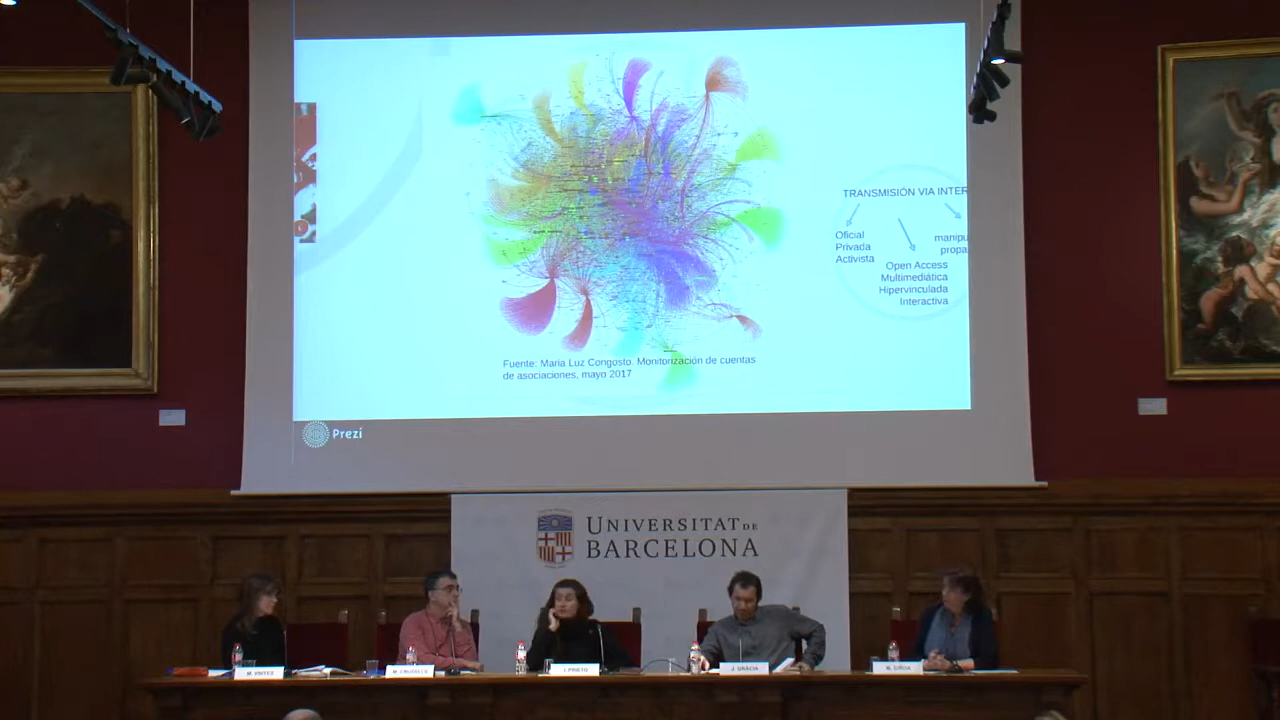 TRANSMISIÓN VIA INTER
Oficial
Privada
Activista
manipu
propa
Open Access
Multimediática
Hipervinculada
Interactiva
Fuente: Maria Luz Congosto. Monitorización de cuentas
de asociaciones, mayo 2017
Prezi
UNIVERSITAT DE
BARCELONA
I. PRIETO
J. GRÀCIA